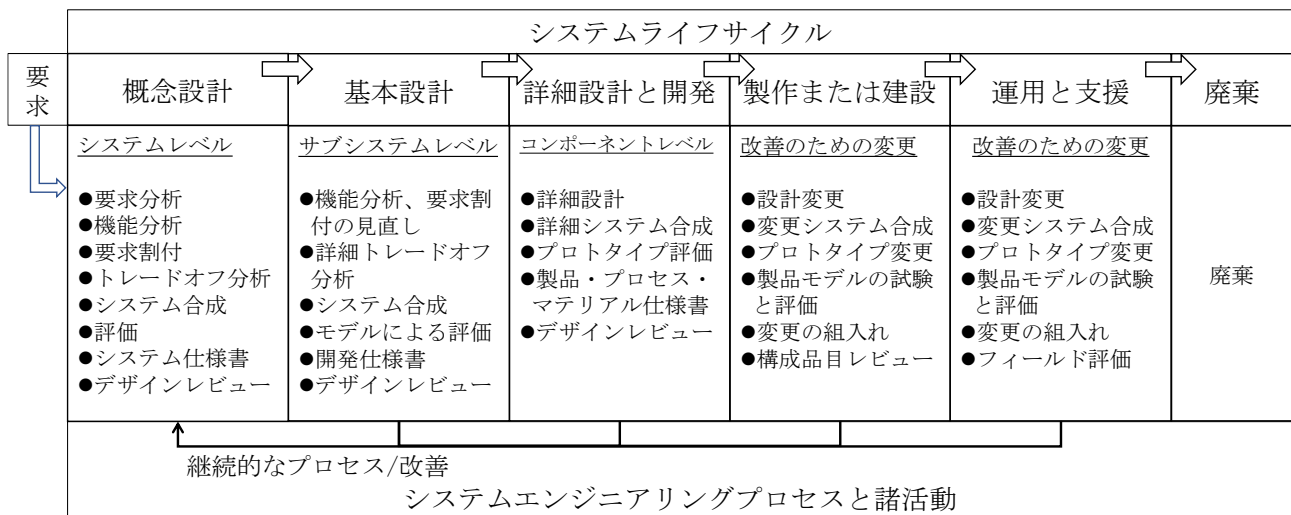 システムライフサイクル
要
求
概念設計
基本設計
詳細設計と開発
製作または建設
運用と支援
廃棄
システムレベル
●要求分析
●機能分析
●要求割付
●トレードオフ分析
●システム合成
●評価
●システム仕様書
●デザインレビュー
サブシステムレベル
●機能分析、要求割
付の見直し
●詳細トレードオフ
分析
●システム合成
●モデルによる評価
●開発仕様書
●デザインレビュー
コンポーネントレベル
●詳細設計
●詳細システム合成
●プロトタイプ評価
●製品・プロセス・
マテリアル仕様書
●デザインレビュー
改善のための変更
●設計変更
●変更システム合成
●プロトタイプ変更
●製品モデルの試験
と評価
●変更の組入れ
●構成品目レビュー
改善のための変更
●設計変更
●変更システム合成
●プロトタイプ変更
●製品モデルの試験
と評価
●変更の組入れ
●フィールド評価
廃棄
継続的なプロセス/改善
システムエンジニアリングプロセスと諸活動